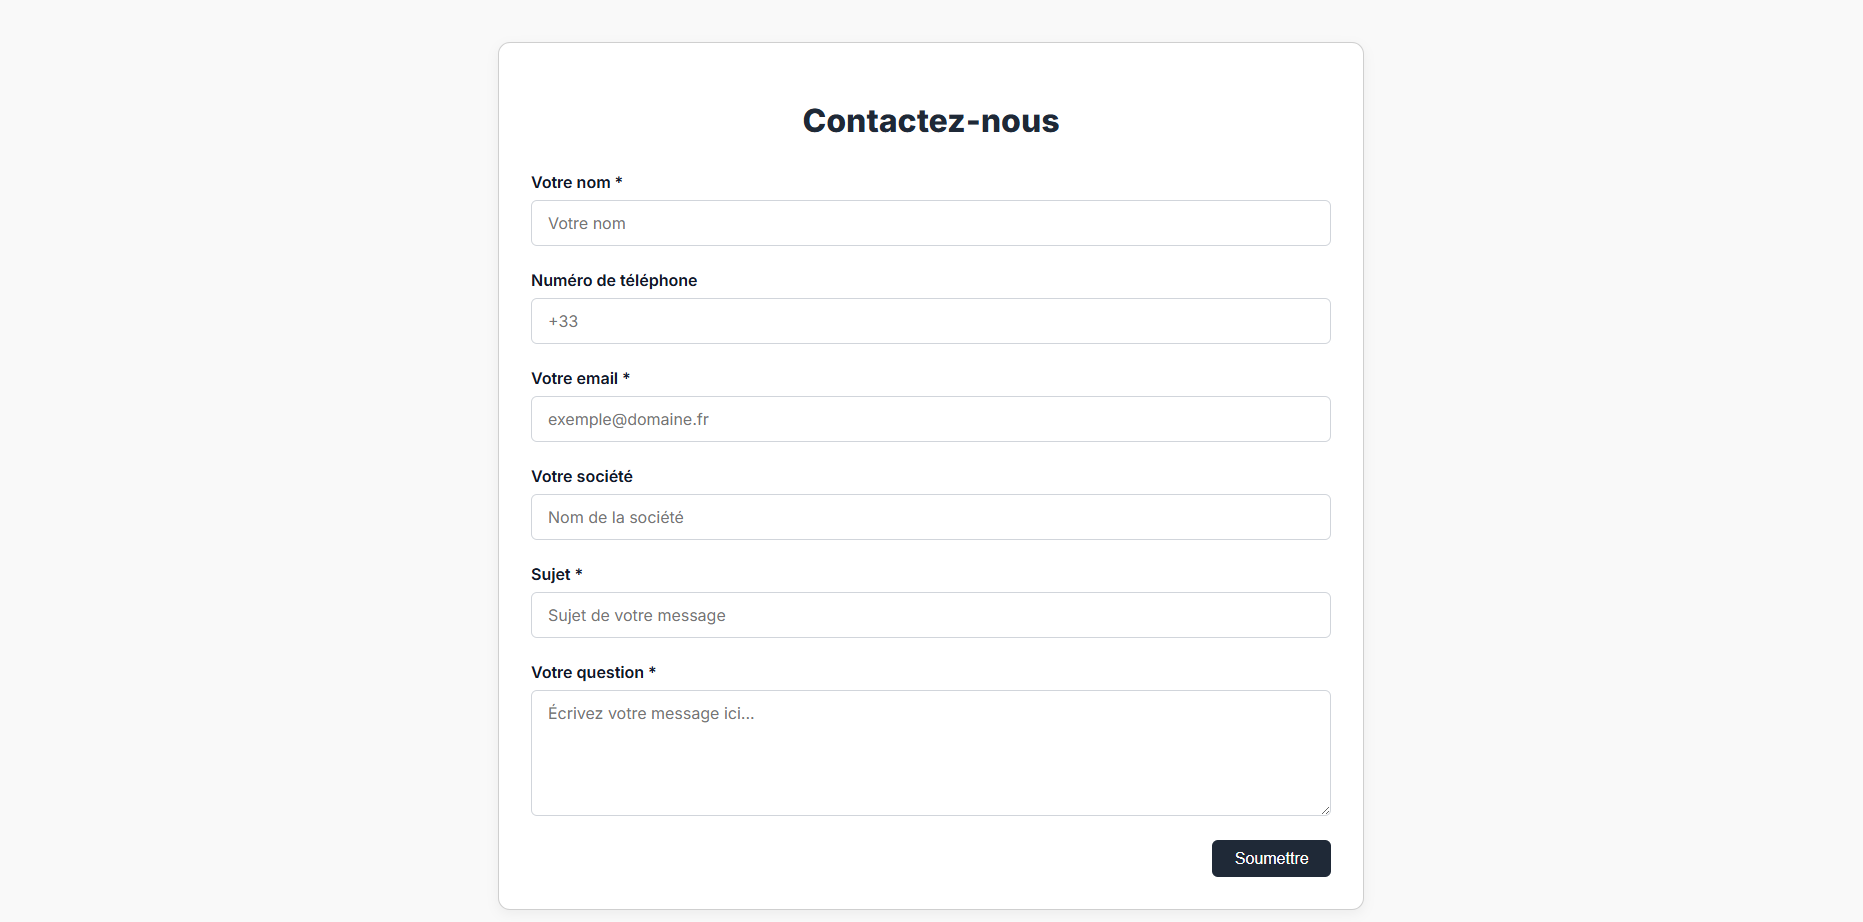 Contactez-nous
Votre nom *
Votre nom
Numéro de téléphone
+33
Votre email *
exemple@domaine.fr
Votre société
Nom de la société
Sujet *
Sujet de votre message
Votre question *
Écrivez votre message ici...
Soumettre